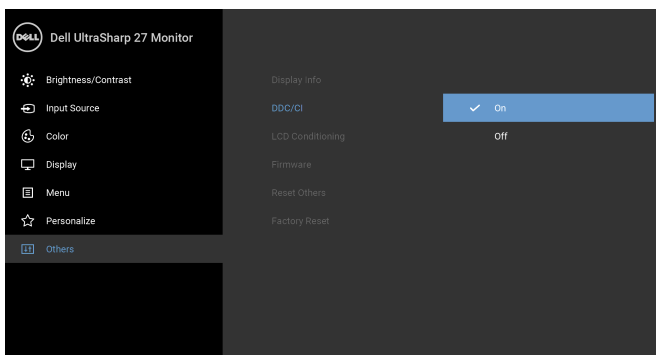 DELL Dell UltraSharp 27 Monitor
Brightness/Contrast
Input Source
Color
Display
Menu
Personalize
Others
Display Info
DDC/CI
LCD Conditioning
Firmware
Reset Others
Factory Reset
On
Off